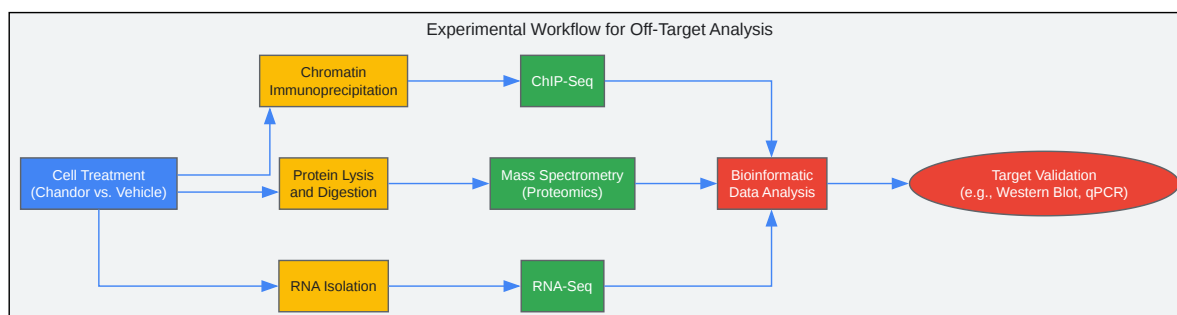 Experimental Workflow for Off-Target Analysis
Chromatin
Immunoprecipitation
ChIP-Seq
Cell Treatment
(Chandor vs. Vehicle)
Protein Lysis
and Digestion
Mass Spectrometry
(Proteomics)
Bioinformatic
Data Analysis
Target Validation
(e.g., Western Blot, qPCR)
RNA Isolation
RNA-Seq